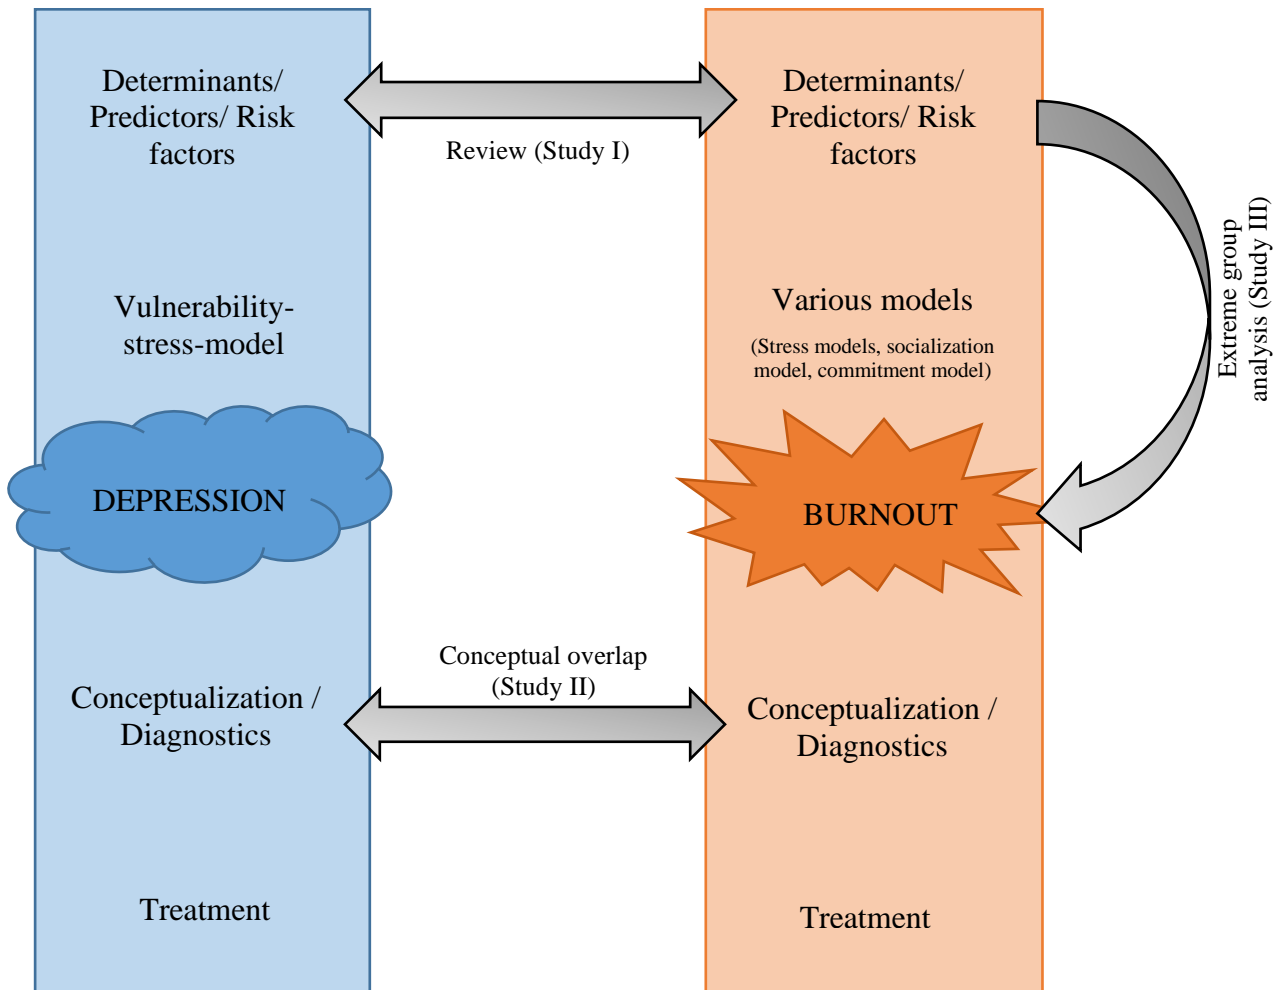 Determinants/
Predictors/ Risk
factors
Review (Study I)
Determinants/
Predictors/ Risk
factors
Extreme group
analysis (Study III)
Vulnerability-
stress-model
Various models
(Stress models, socialization
model, commitment model)
DEPRESSION
BURNOUT
Conceptual overlap
(Study II)
Conceptualization /
Diagnostics
Conceptualization /
Diagnostics
Treatment
Treatment